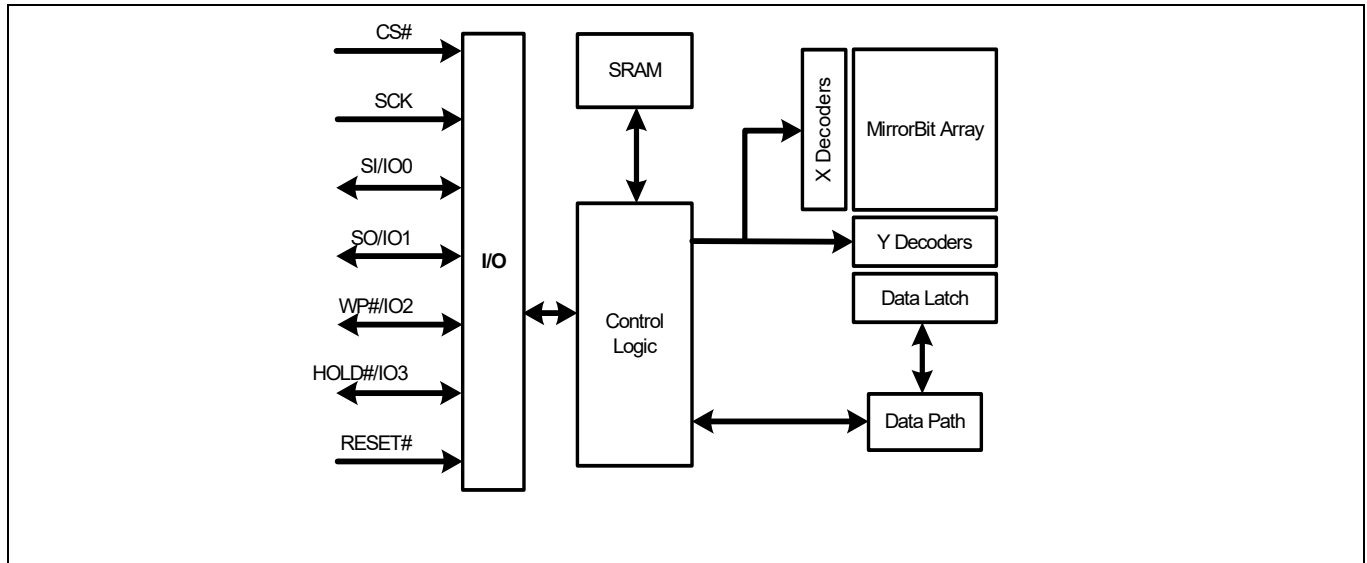 CS#
SCK
SI/IO0
SO/IO1
WP#/IO2
HOLD#/IO3
RESET#
I/O
SRAM
Control
Logic
X Decoders
MirrorBit Array
Y Decoders
Data Latch
Data Path